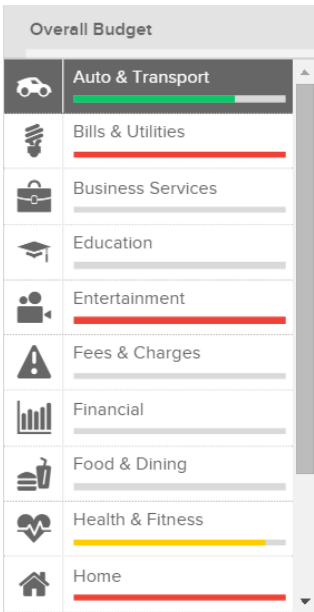 Overall Budget
Auto & Transport
Bills & Utilities
Business Services
Education
Entertainment
Fees & Charges
Financial
Food & Dining
Health & Fitness
Home